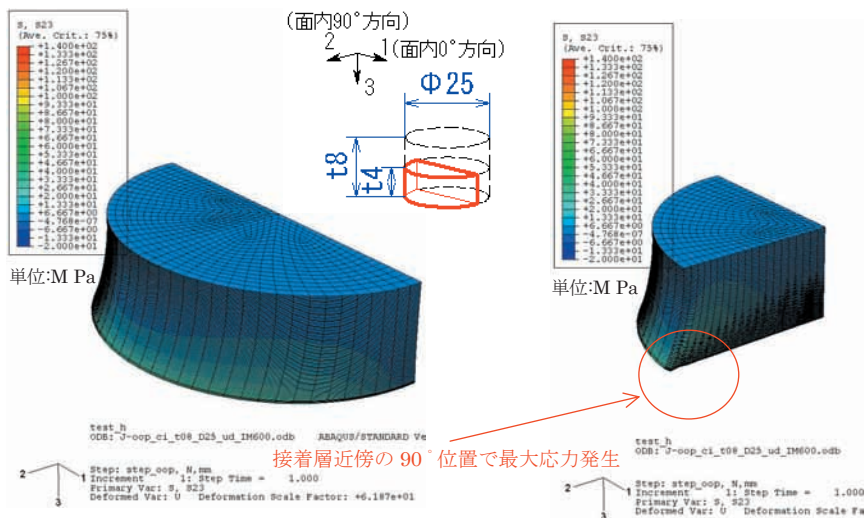 S, S23
(Ave. Crit.: 75%)
+1.400e+02
+1.333e+02
+1.267e+02
+1.200e+02
+1.133e+02
+1.067e+02
+1.000e+02
+9.333e+01
+8.667e+01
+8.000e+01
+7.333e+01
+6.667e+01
+6.000e+01
+5.333e+01
+4.667e+01
+4.000e+01
+3.333e+01
+2.667e+01
+2.000e+01
+1.333e+01
+6.667e+00
-4.768e-07
-6.667e+00
-1.333e+01
-2.000e+01
単位:M Pa
(面内90°方向)
2
1(面内0°方向)
3
Φ25
t8
t4
S, S23
(Ave. Crit.: 75%)
+1.400e+02
+1.333e+02
+1.267e+02
+1.200e+02
+1.133e+02
+1.067e+02
+1.000e+02
+9.333e+01
+8.667e+01
+8.000e+01
+7.333e+01
+6.667e+01
+6.000e+01
+5.333e+01
+4.667e+01
+4.000e+01
+3.333e+01
+2.667e+01
+2.000e+01
+1.333e+01
+6.667e+00
-4.768e-07
-6.667e+00
-1.333e+01
-2.000e+01
単位:M Pa
接着層近傍の 90°位置で最大応力発生
test_h
ODB: J-oop_ci_t08_D25_ud_IM600.odb ABAQUS/STANDARD Ve
2
1
3
Step: step_oop, N,mm
Increment 1: Step Time = 1.000
Primary Var: S, S23
Deformed Var: U Deformation Scale Factor: +6.187e+01
test_h
ODB: J-oop_ci_t08_D25_ud_IM600.odb
2
1
3
Step: step_oop, N,mm
Increment 1: Step Time = 1.000
Primary Var: S, S23
Deformed Var: U Deformation Scale Fa